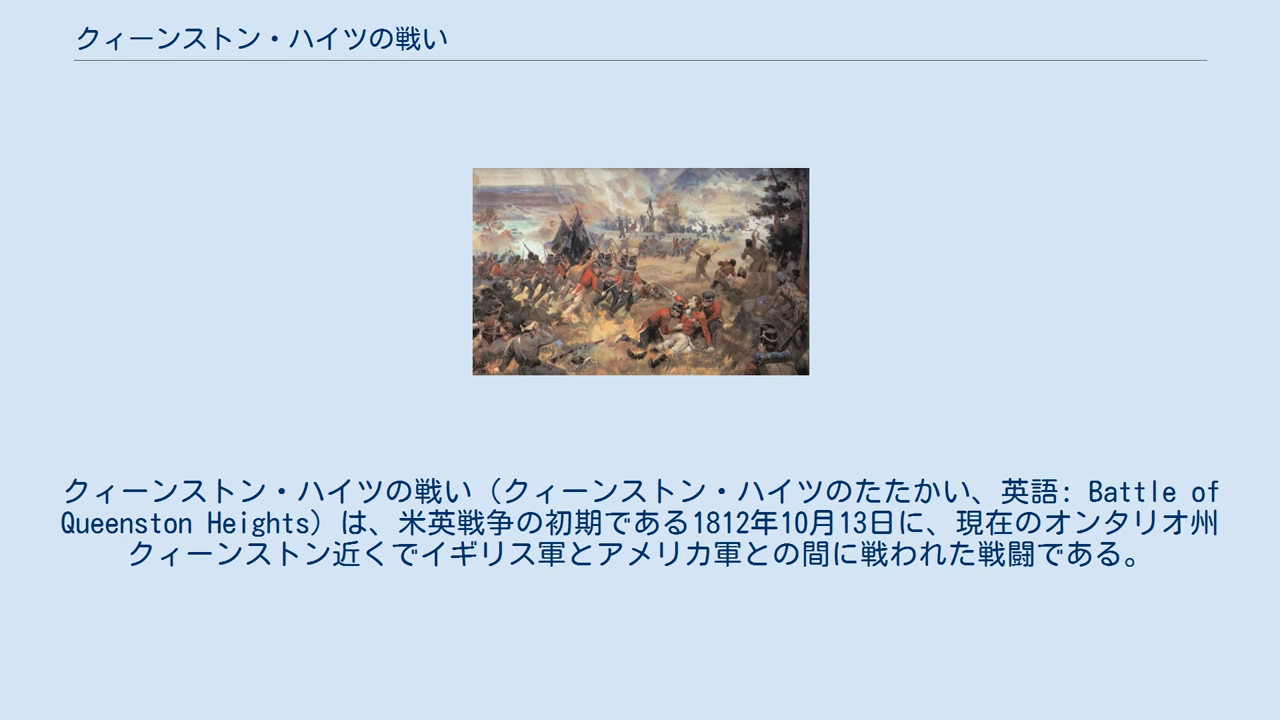 クィーンストン・ハイツの戦い
クィーンストン・ハイツの戦い（クィーンストン・ハイツのたたかい、英語: Battle of
Queenston Heights）は、米英戦争の初期である1812年10月13日に、現在のオンタリオ州
クィーンストン近くでイギリス軍とアメリカ軍との間に戦われた戦闘である。